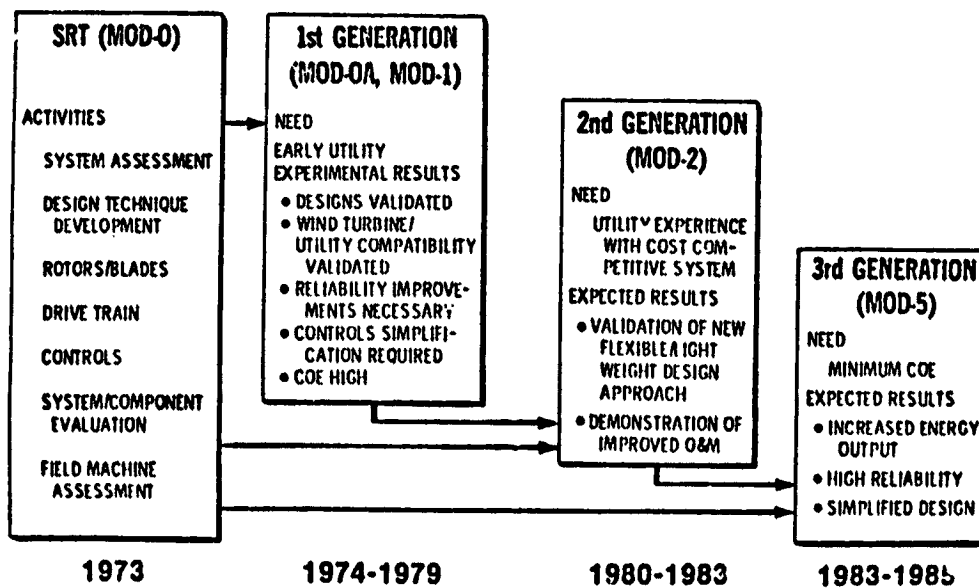 SRT (MOD-0)
ACTIVITIES
SYSTEM ASSESSMENT
DESIGN TECHNIQUE
DEVELOPMENT
ROTORS/BLADES
DRIVE TRAIN
CONTROLS
SYSTEM/COMPONENT
EVALUATION
FIELD MACHINE
ASSESSMENT
1973
1st GENERATION
(MOD-0A, MOD-1)
NEED
EARLY UTILITY
EXPERIMENTAL RESULTS
• DESIGNS VALIDATED
• WIND TURBINE/
UTILITY COMPATIBILITY
VALIDATED
• RELIABILITY IMPROVE-
MENTS NECESSARY
• CONTROLS SIMPLIFI-
CATION REQUIRED
• COE HIGH
1974-1979
2nd GENERATION
(MOD-2)
NEED
UTILITY EXPERIENCE
WITH COST COM-
PETITIVE SYSTEM
EXPECTED RESULTS
• VALIDATION OF NEW
FLEXIBLE/LIGHT
WEIGHT DESIGN
APPROACH
• DEMONSTRATION OF
IMPROVED O&M
1980-1983
3rd GENERATION
(MOD-5)
NEED
MINIMUM COE
EXPECTED RESULTS
• INCREASED ENERGY
OUTPUT
• HIGH RELIABILITY
• SIMPLIFIED DESIGN
1983-1985